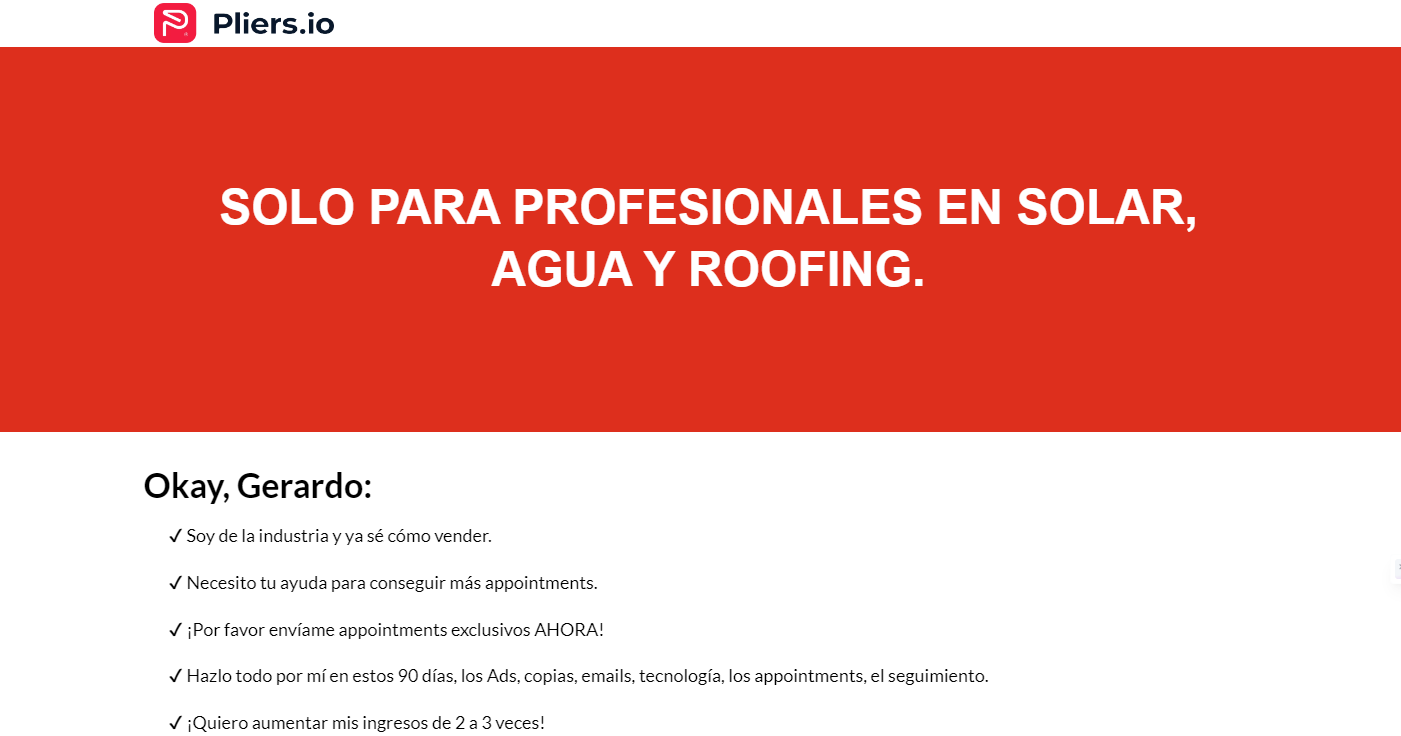 Pliers.io
SOLO PARA PROFESIONALES EN SOLAR,
AGUA Y ROOFING.
Okay, Gerardo:
✓ Soy de la industria y ya sé cómo vender.
✓ Necesito tu ayuda para conseguir más appointments.
✓ ¡Por favor envíame appointments exclusivos AHORA!
✓ Hazlo todo por mí en estos 90 días, los Ads, copias, emails, tecnología, los appointments, el seguimiento.
✓ ¡Quiero aumentar mis ingresos de 2 a 3 veces!